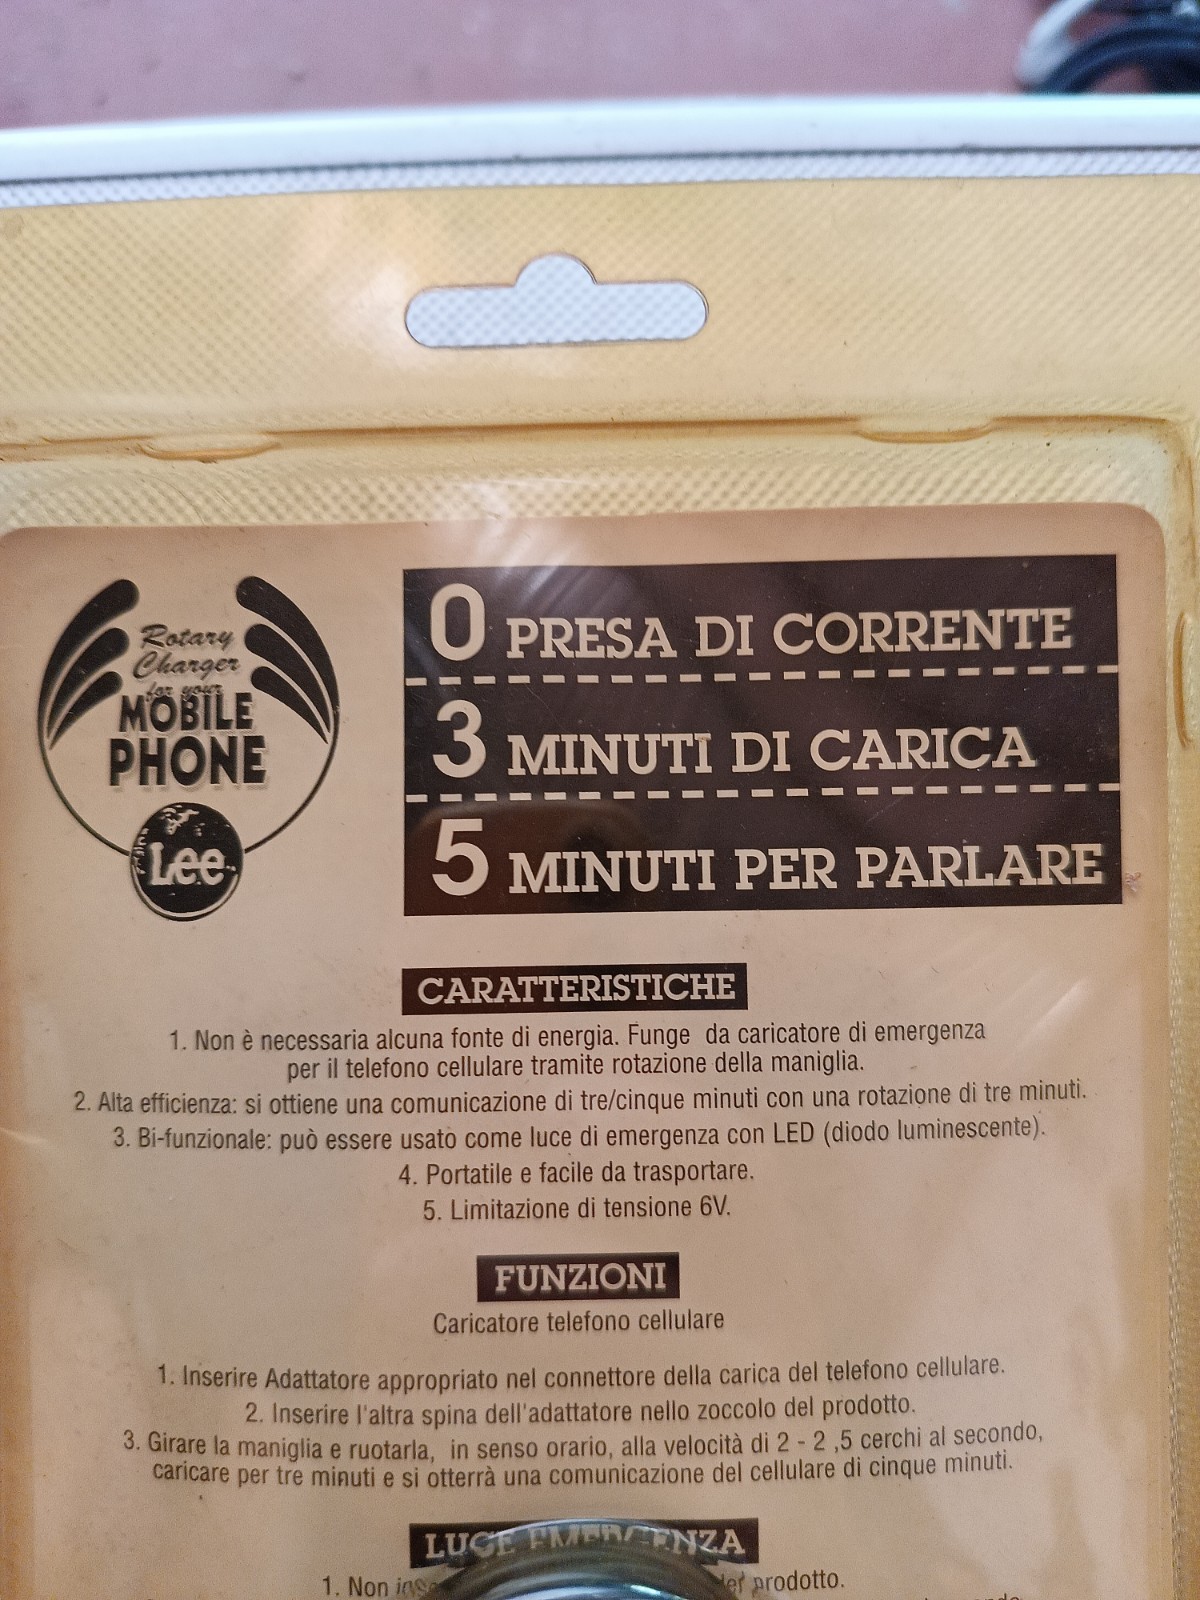 Rotary
Charger
for your
MOBILE
PHONE
Lee
0 PRESA DI CORRENTE
3 MINUTI DI CARICA
5 MINUTI PER PARLARE
CARATTERISTICHE
1. Non è necessaria alcuna fonte di energia. Funge da caricatore di emergenza
per il telefono cellulare tramite rotazione della maniglia.
2. Alta efficienza: si ottiene una comunicazione di tre/cinque minuti con una rotazione di tre minuti.
3. Bi-funzionale: può essere usato come luce di emergenza con LED (diodo luminescente).
4. Portatile e facile da trasportare.
5. Limitazione di tensione 6V.
FUNZIONI
Caricatore telefono cellulare
1. Inserire Adattatore appropriato nel connettore della carica del telefono cellulare.
2. Inserire l'altra spina dell'adattatore nello zoccolo del prodotto.
3. Girare la maniglia e ruotarla, in senso orario, alla velocità di 2 - 2 ,5 cerchi al secondo,
caricare per tre minuti e si otterrà una comunicazione del cellulare di cinque minuti.
LUCE EMERGENZA
1. Non prodotto.